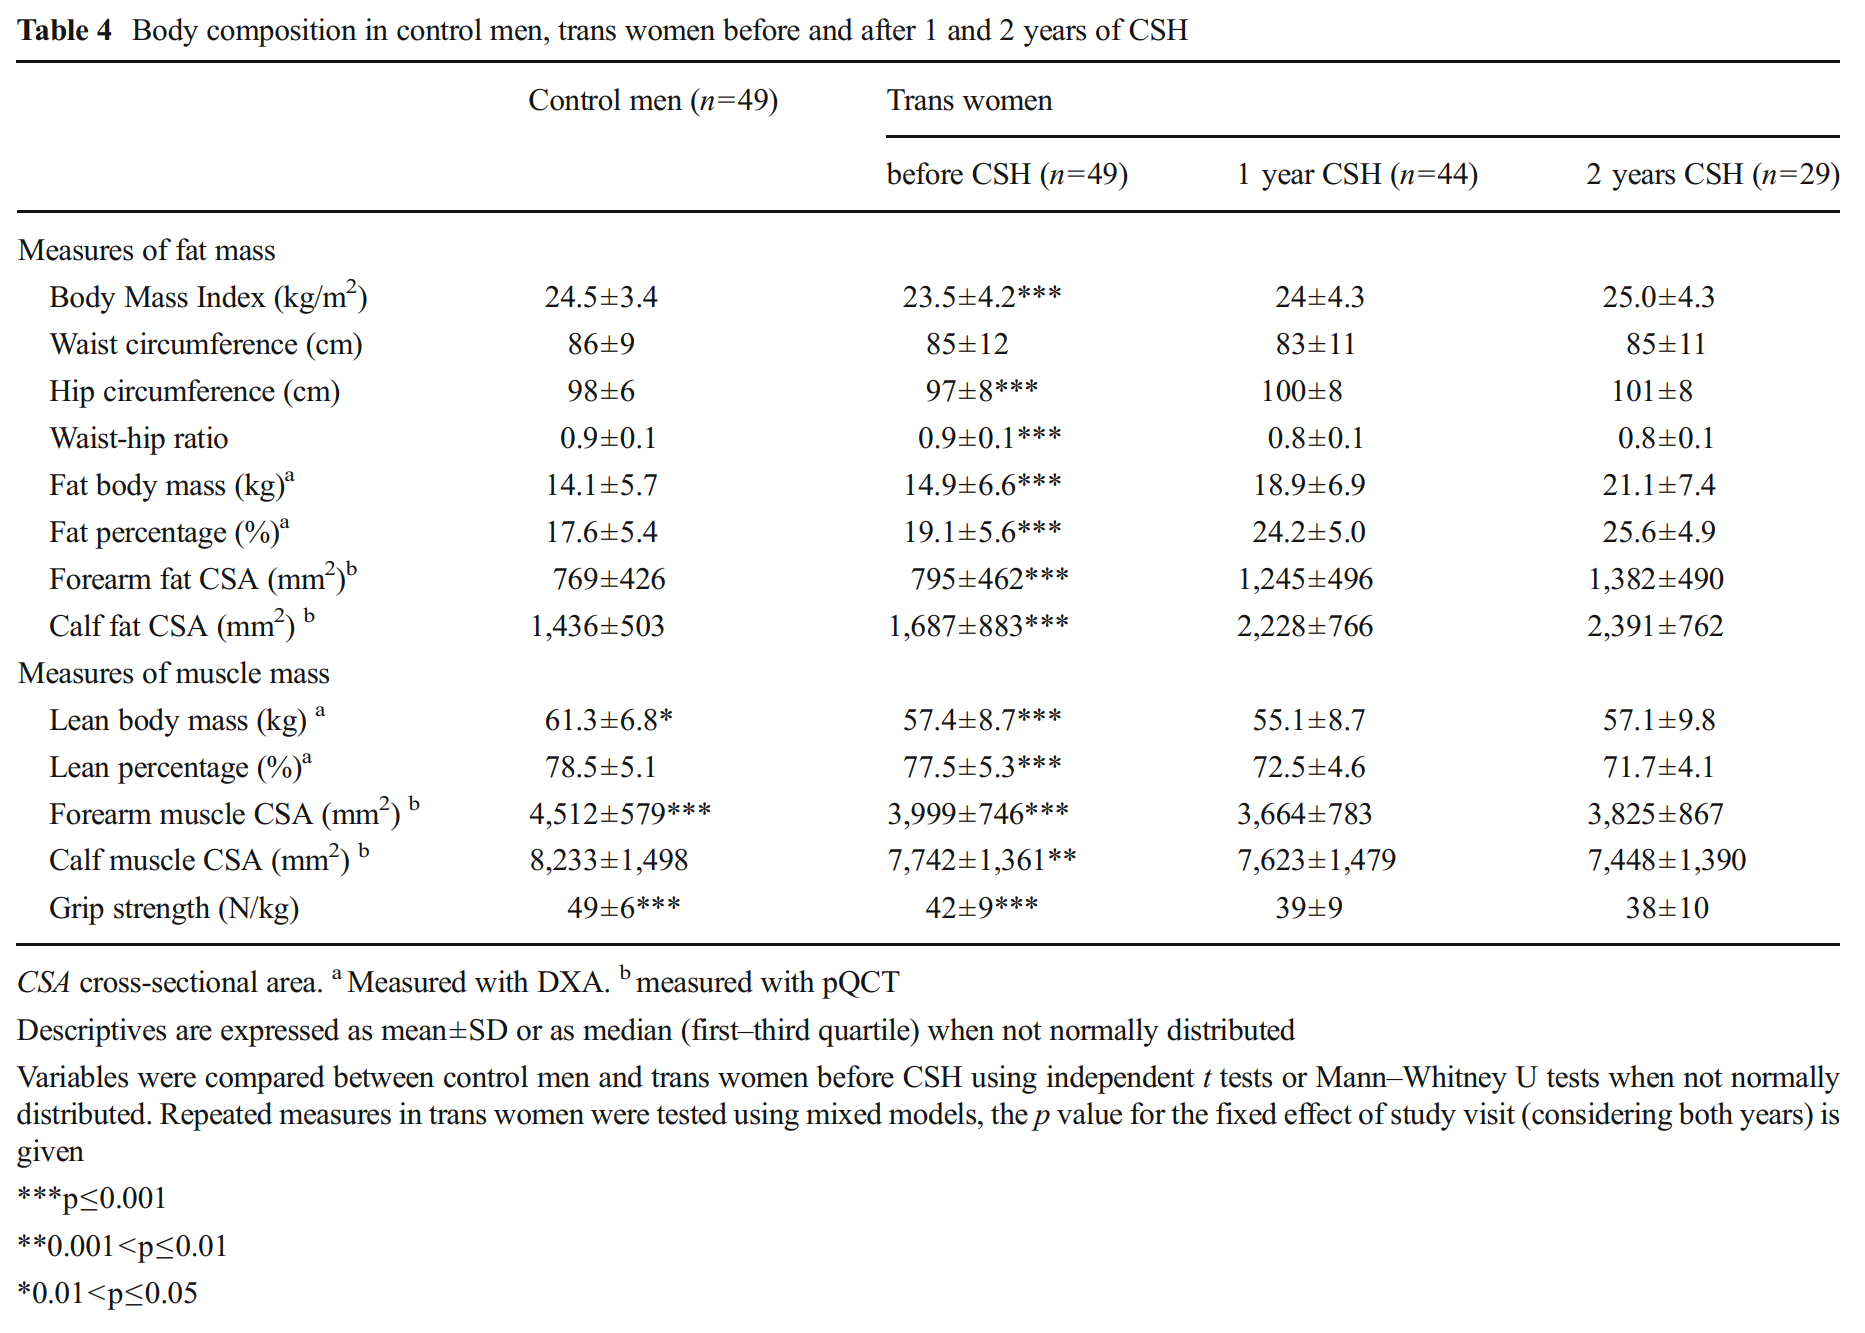 Table 4 Body composition in control men, trans women before and after 1 and 2 years of CSH
Control men (n=49) Trans women
before CSH (n=49) 1 year CSH (n=44) 2 years CSH (n=29)
Measures of fat mass
Body Mass Index (kg/m2) 24.5±3.4 23.5±4.2*** 24±4.3 25.0±4.3
Waist circumference (cm) 86±9 85±12 83±11 85±11
Hip circumference (cm) 98±6 97±8*** 100±8 101±8
Waist-hip ratio 0.9±0.1 0.9±0.1*** 0.8±0.1 0.8±0.1
Fat body mass (kg)a 14.1±5.7 14.9±6.6*** 18.9±6.9 21.1±7.4
Fat percentage (%)a 17.6±5.4 19.1±5.6*** 24.2±5.0 25.6±4.9
Forearm fat CSA (mm2)b 769±426 795±462*** 1,245±496 1,382±490
Calf fat CSA (mm2) b 1,436±503 1,687±883*** 2,228±766 2,391±762
Measures of muscle mass
Lean body mass (kg) a 61.3±6.8* 57.4±8.7*** 55.1±8.7 57.1±9.8
Lean percentage (%)a 78.5±5.1 77.5±5.3*** 72.5±4.6 71.7±4.1
Forearm muscle CSA (mm2) b 4,512±579*** 3,999±746*** 3,664±783 3,825±867
Calf muscle CSA (mm2) b 8,233±1,498 7,742±1,361** 7,623±1,479 7,448±1,390
Grip strength (N/kg) 49±6*** 42±9*** 39±9 38±10
CSA cross-sectional area. a Measured with DXA. b measured with pQCT
Descriptives are expressed as mean±SD or as median (first–third quartile) when not normally distributed
Variables were compared between control men and trans women before CSH using independent t tests or Mann–Whitney U tests when not normally
distributed. Repeated measures in trans women were tested using mixed models, the p value for the fixed effect of study visit (considering both years) is
given
***p≤0.001
**0.001<p≤0.01
*0.01<p≤0.05